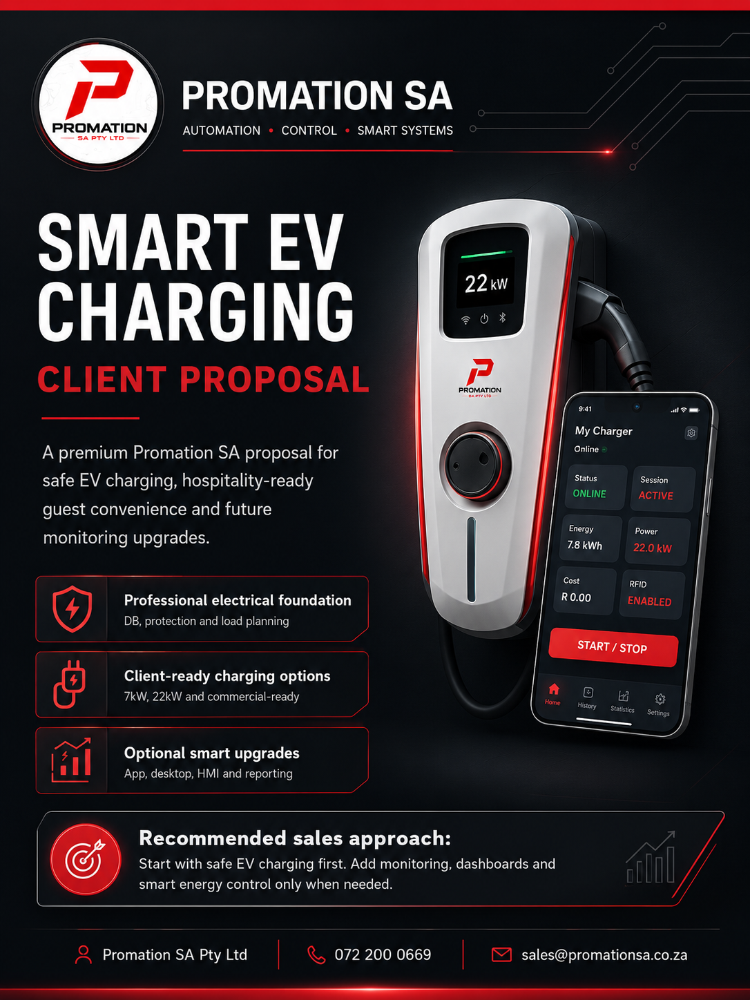 PROMATION
SA PTY LTD
PROMATION SA
AUTOMATION • CONTROL • SMART SYSTEMS
SMART EV
CHARGING
CLIENT PROPOSAL
A premium Promation SA proposal for
safe EV charging, hospitality-ready
guest convenience and future
monitoring upgrades.
22 kW
PROMATION
SA PTY LTD
9:41
My Charger
Online
Status
ONLINE
Session
ACTIVE
Energy
7.8 kWh
Power
22.0 kW
Cost
R 0.00
RFID
ENABLED
START / STOP
Home
History
Statistics
Settings
Professional electrical foundation
DB, protection and load planning
Client-ready charging options
7kW, 22kW and commercial-ready
Optional smart upgrades
App, desktop, HMI and reporting
Recommended sales approach:
Start with safe EV charging first. Add monitoring, dashboards and
smart energy control only when needed.
Promation SA Pty Ltd
072 200 0669
sales@promationsa.co.za